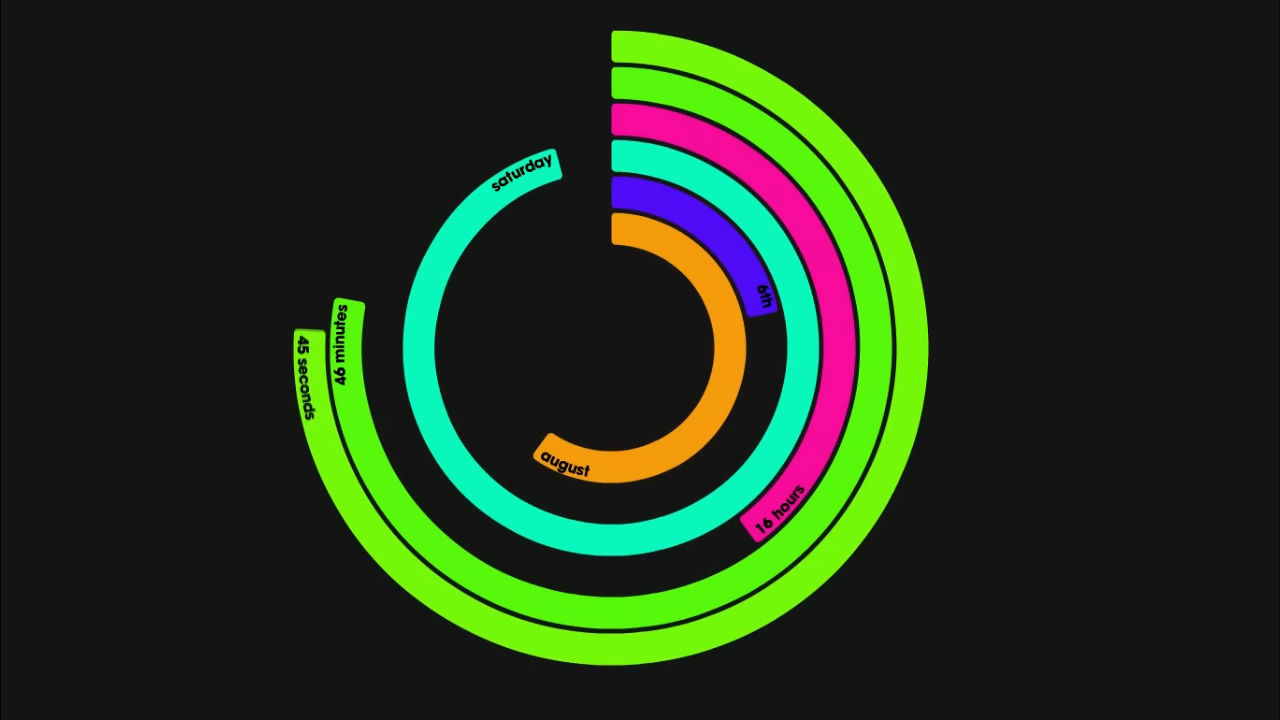 saturday
6th
46 minutes
45 seconds
august
16 hours